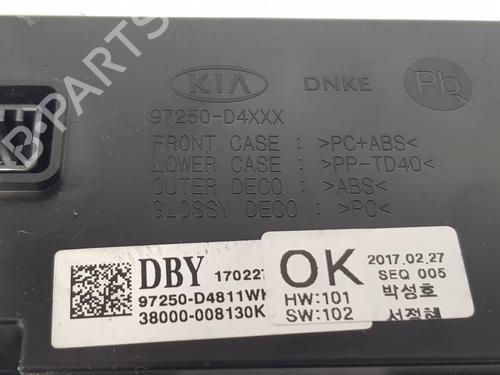 KIA DNKE Pb
97250-D4XXX
FRONT CASE : >PC+ABS<
LOWER CASE : >PP-TD40<
OUTER DECO : >ABS<
GLOSSY DECO : >PC<
DBY 170227
97250-D4811WK
38000-008130K
OK
HW:101
SW:102
2017.02.27
SEQ 005
박성호
B-Parts